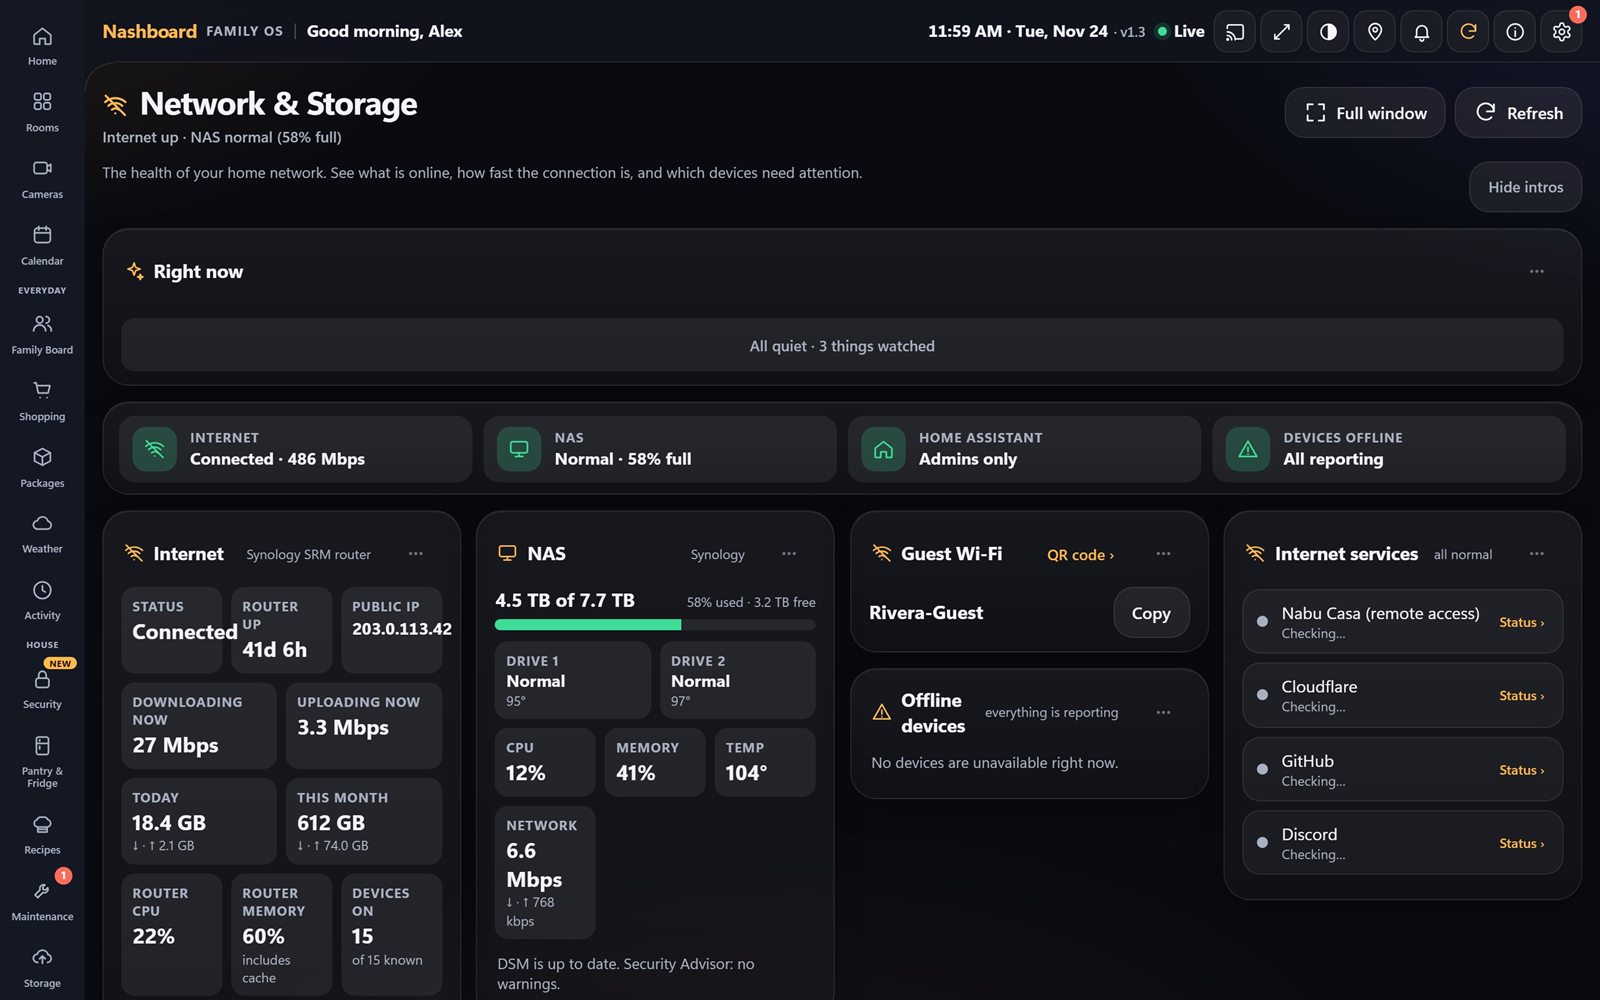 Nashboard FAMILY OS Good morning, Alex
11:59 AM · Tue, Nov 24 · v1.3 Live
1
Home
Rooms
Cameras
Calendar
EVERYDAY
Family Board
Shopping
Packages
Weather
Activity
HOUSE
NEW
Security
Pantry &
Fridge
Recipes
1
Maintenance
Storage
Network & Storage
Internet up · NAS normal (58% full)
The health of your home network. See what is online, how fast the connection is, and which devices need attention.
Full window
Refresh
Hide intros
Right now
All quiet · 3 things watched
INTERNET
Connected · 486 Mbps
NAS
Normal · 58% full
HOME ASSISTANT
Admins only
DEVICES OFFLINE
All reporting
Internet Synology SRM router
STATUS
Connected
ROUTER
UP
41d 6h
PUBLIC IP
203.0.113.42
DOWNLOADING
NOW
27 Mbps
UPLOADING NOW
3.3 Mbps
TODAY
18.4 GB
↓ · ↑ 2.1 GB
THIS MONTH
612 GB
↓ · ↑ 74.0 GB
ROUTER
CPU
22%
ROUTER
MEMORY
60%
includes
cache
DEVICES
ON
15
of 15 known
NAS Synology
4.5 TB of 7.7 TB 58% used · 3.2 TB free
DRIVE 1
Normal
95°
DRIVE 2
Normal
97°
CPU
12%
MEMORY
41%
TEMP
104°
NETWORK
6.6
Mbps
↓ · ↑ 768
kbps
DSM is up to date. Security Advisor: no
warnings.
Guest Wi-Fi QR code ›
Rivera-Guest Copy
Offline
devices
everything is reporting
No devices are unavailable right now.
Internet services all normal
Nabu Casa (remote access)
Checking...
Status ›
Cloudflare
Checking...
Status ›
GitHub
Checking...
Status ›
Discord
Checking...
Status ›